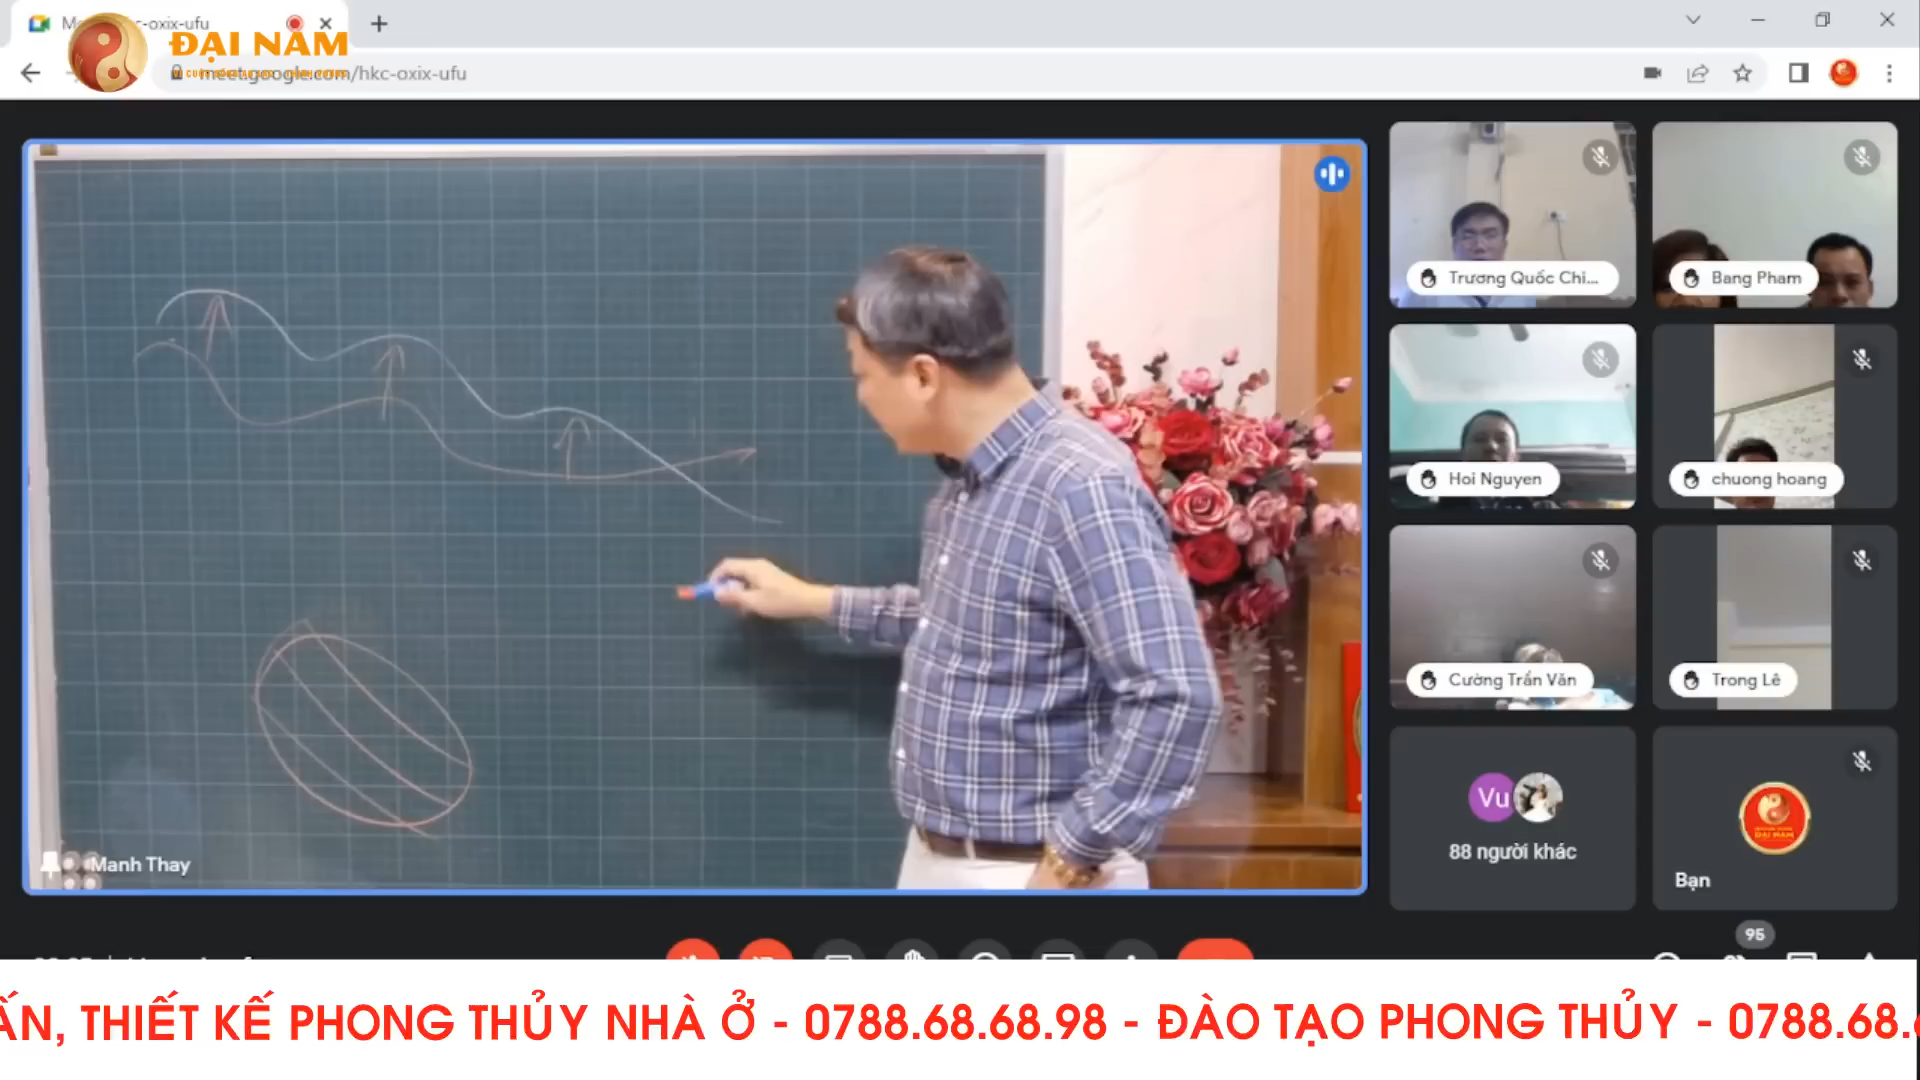 ĐẠI NAM
meet.google.com/hkc-oxix-ufu
Trương Quốc Chi...
Bang Pham
Hoi Nguyen
chuong hoang
Cường Trần Văn
Trong Lê
Vu
88 người khác
Bạn
Manh Thay
95
ẤN, THIẾT KẾ PHONG THỦY NHÀ Ở - 0788.68.68.98 - ĐÀO TẠO PHONG THỦY - 0788.68.